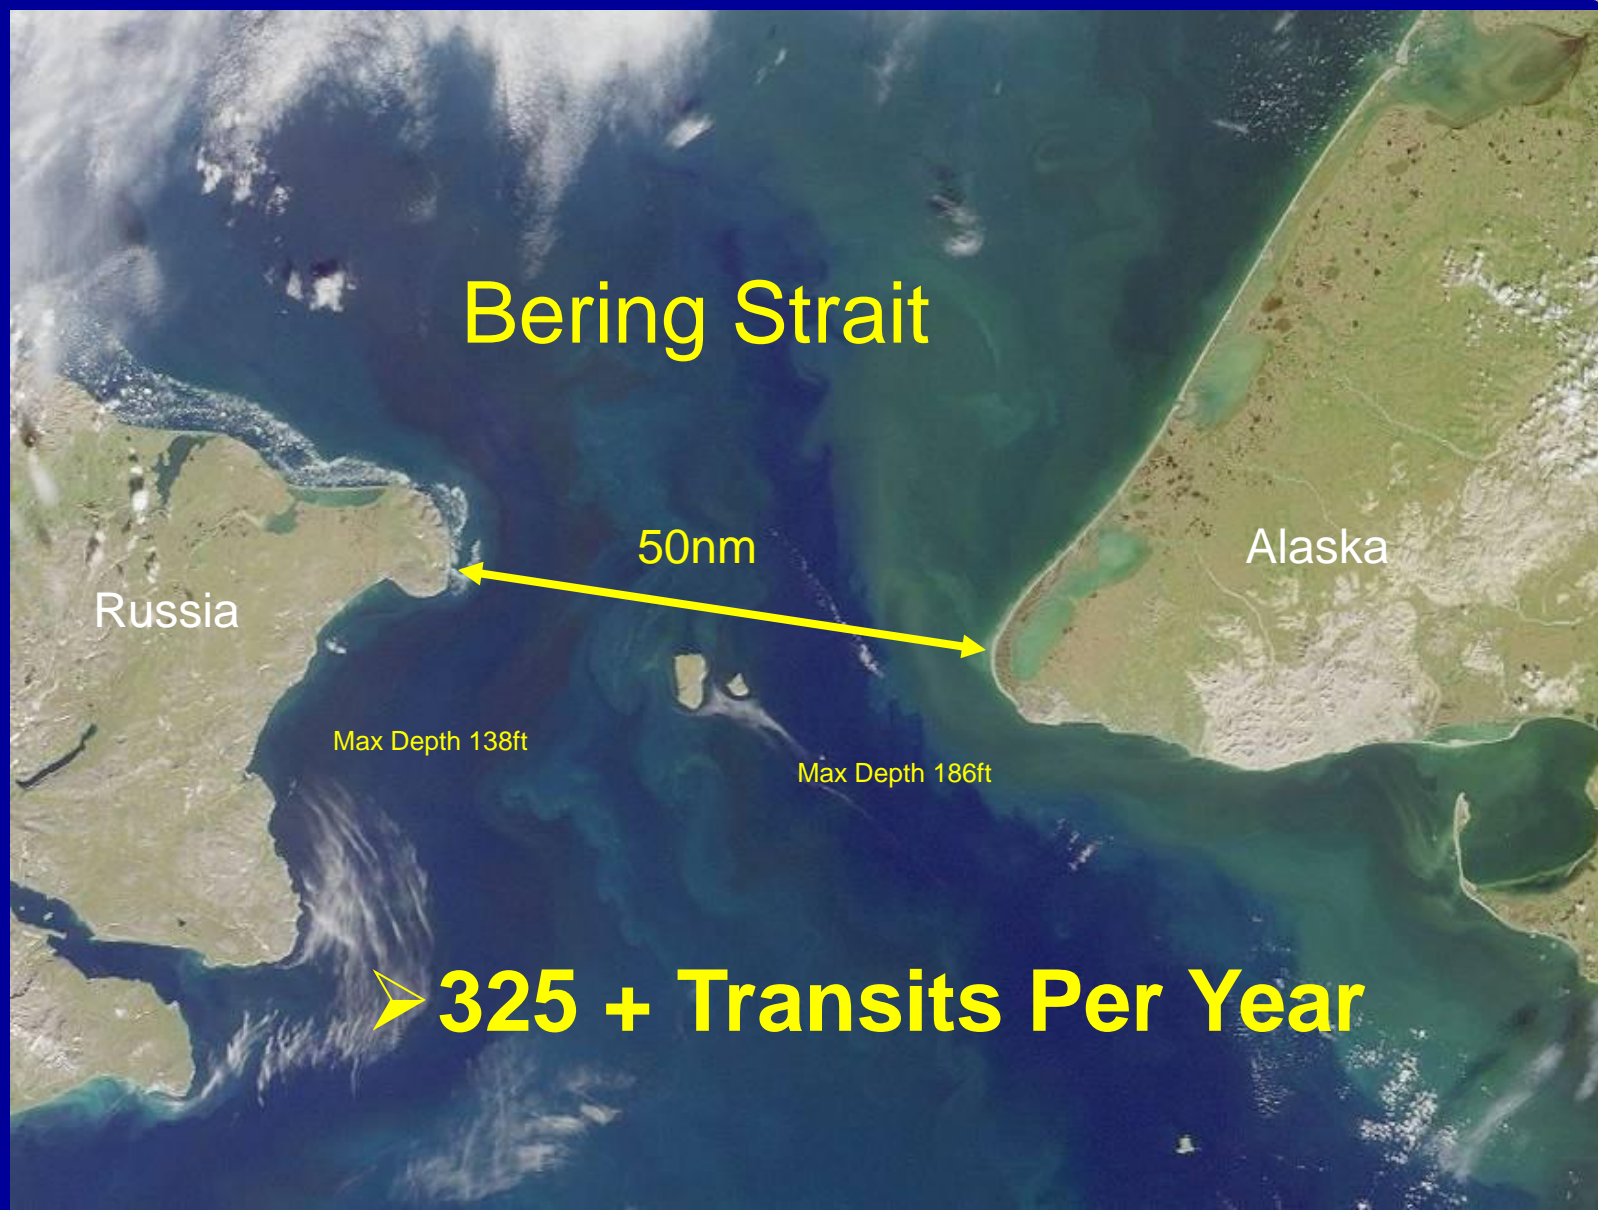 Bering Strait
50nm
Alaska
Russia
Max Depth 138ft
Max Depth 186ft
325 + Transits Per Year